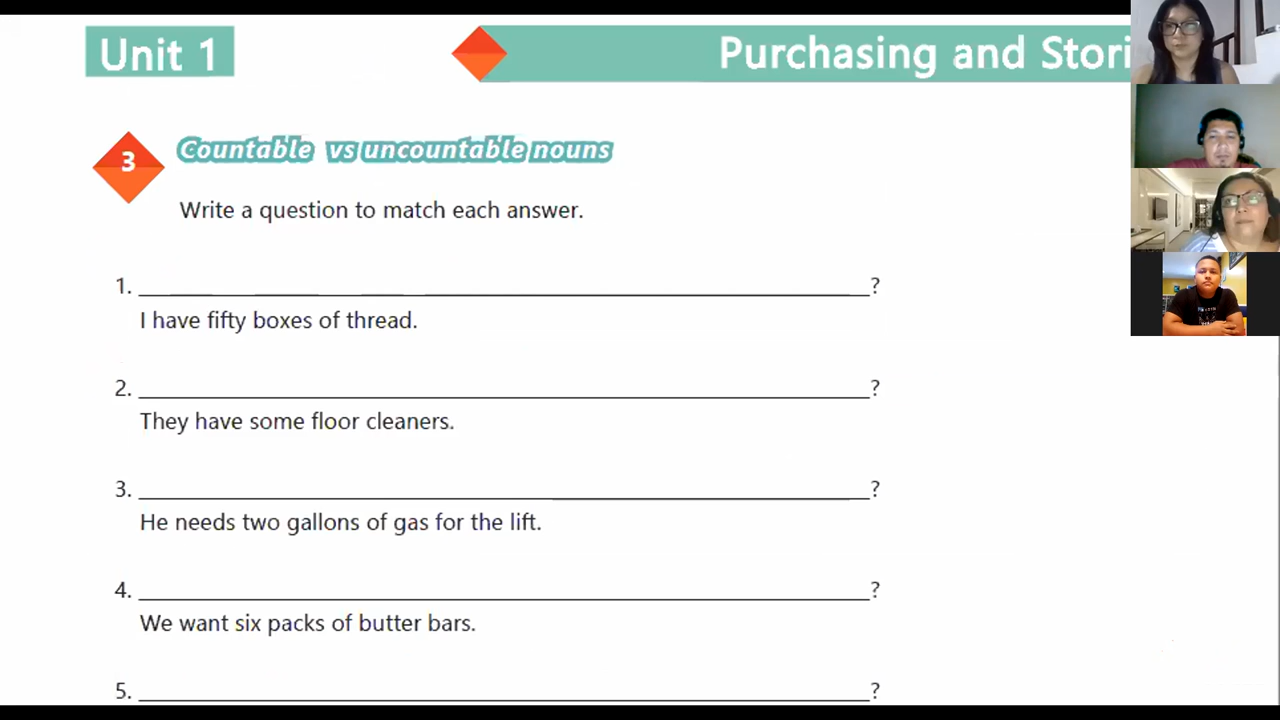 Unit 1
Purchasing and Stori
3
Countable vs uncountable nouns
Write a question to match each answer.
1. ?
I have fifty boxes of thread.
2. ?
They have some floor cleaners.
3. ?
He needs two gallons of gas for the lift.
4. ?
We want six packs of butter bars.
5. ?